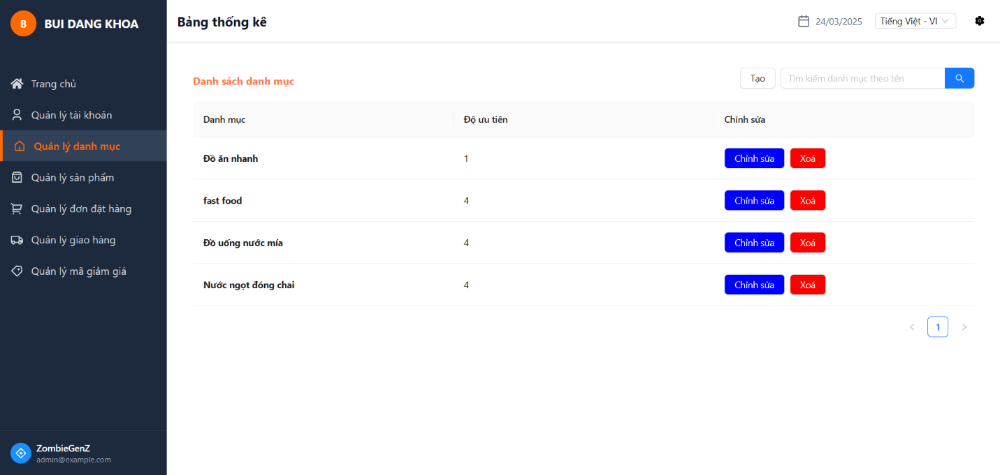 B BUI DANG KHOA
Bảng thống kê
24/03/2025
Tiếng Việt - VI
Trang chủ
Quản lý tài khoản
Quản lý danh mục
Quản lý sản phẩm
Quản lý đơn đặt hàng
Quản lý giao hàng
Quản lý mã giảm giá
ZombieGenZ
admin@example.com
Danh sách danh mục
Tạo
Tìm kiếm danh mục theo tên
Danh mục Độ ưu tiên Chỉnh sửa
Đồ ăn nhanh 1 Chỉnh sửa Xoá
fast food 4 Chỉnh sửa Xoá
Đồ uống nước mía 4 Chỉnh sửa Xoá
Nước ngọt đóng chai 4 Chỉnh sửa Xoá
< 1 >